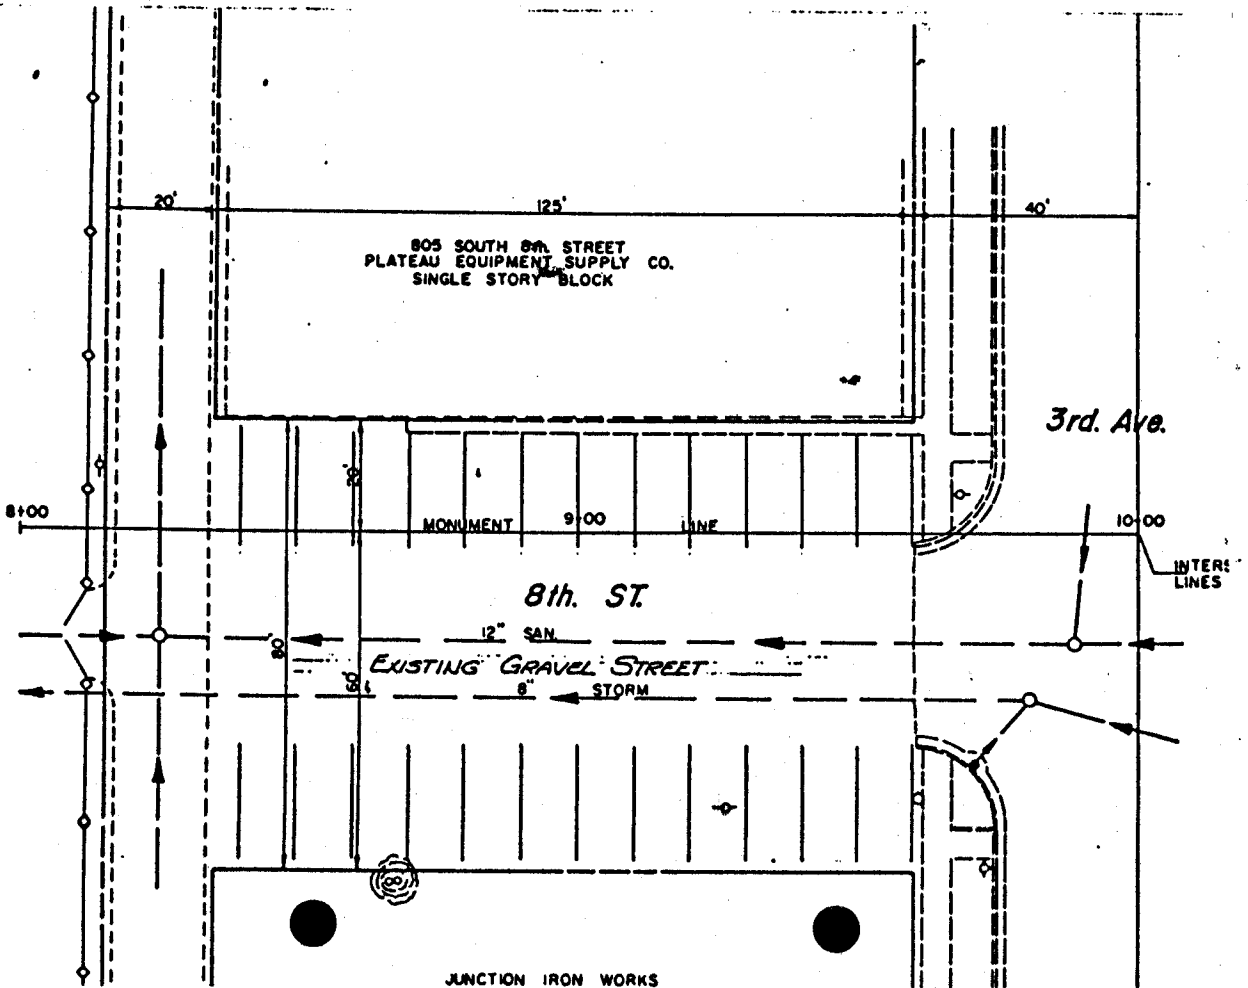 20' 125' 40'
805 SOUTH 8th STREET
PLATEAU EQUIPMENT SUPPLY CO.
SINGLE STORY BLOCK
3rd. Ave.
20'
8+00 MONUMENT 9+00 LINE 10+00
INTERS
LINES
8th. ST.
12" SAN.
80'
EXISTING GRAVEL STREET
60'
8" STORM
JUNCTION IRON WORKS